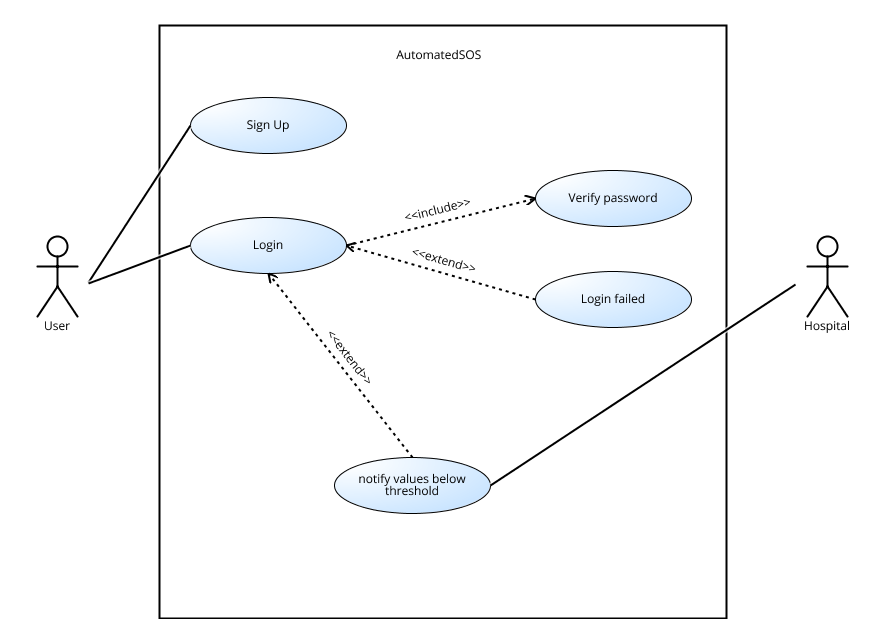 AutomatedSOS
Sign Up
Verify password
<<include>>
Login
<<extend>>
Login failed
User
Hospital
<<extend>>
notify values below
threshold